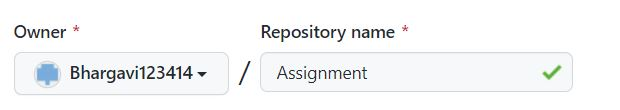 Owner * Repository name *
Bhargavi123414 / Assignment